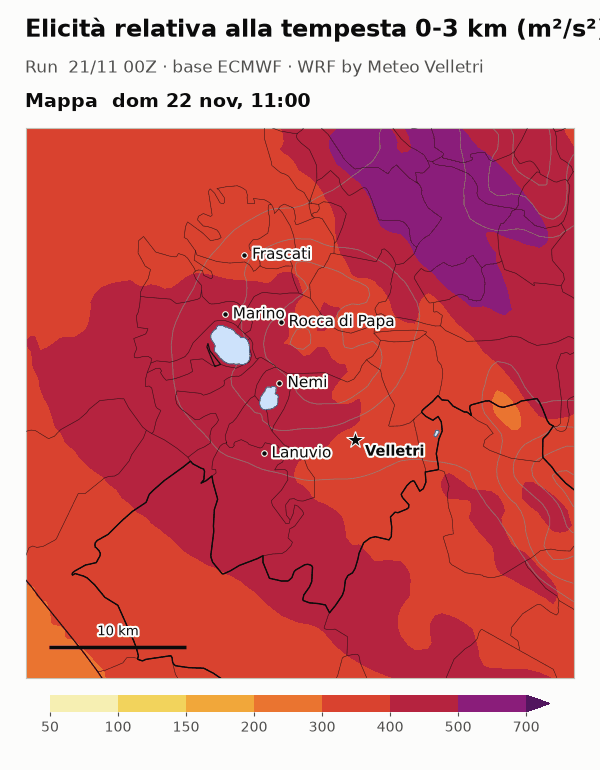 Elicità relativa alla tempesta 0-3 km (m²/s²)
Run  21/11 00Z · base ECMWF · WRF by Meteo Velletri
Mappa  dom 22 nov, 11:00
Frascati
Marino
Rocca di Papa
Nemi
Velletri
Lanuvio
10 km
50 100 150 200 300 400 500 700